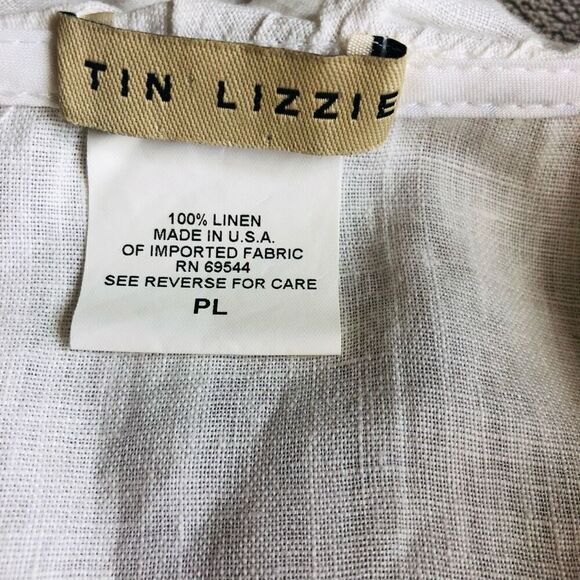 TIN LIZZIE
100% LINEN
MADE IN U.S.A.
OF IMPORTED FABRIC
RN 69544
SEE REVERSE FOR CARE
PL